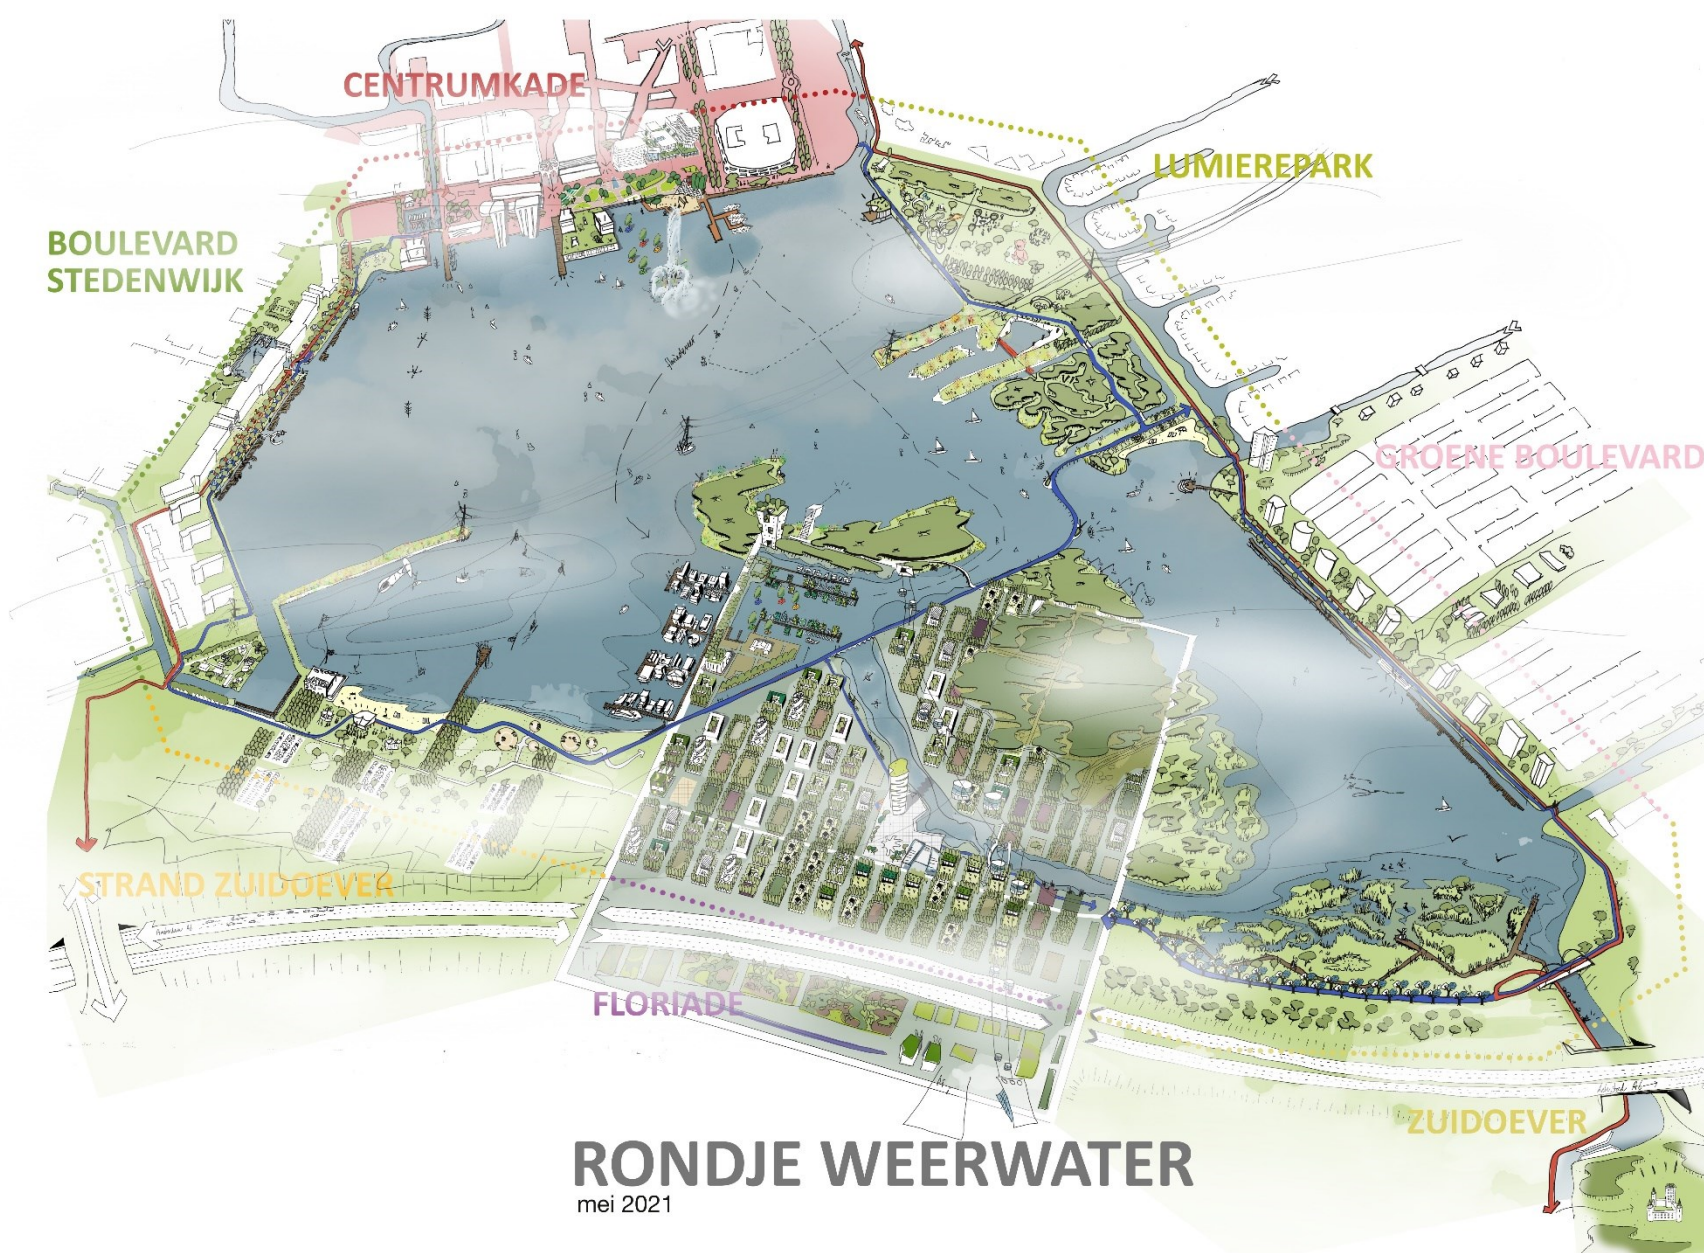 CENTRUMKADE
LUMIEREPARK
BOULEVARD
STEDENWIJK
GROENE BOULEVARD
STRAND ZUIDOEVER
FLORIADE
ZUIDOEVER
RONDJE WEERWATER
mei 2021